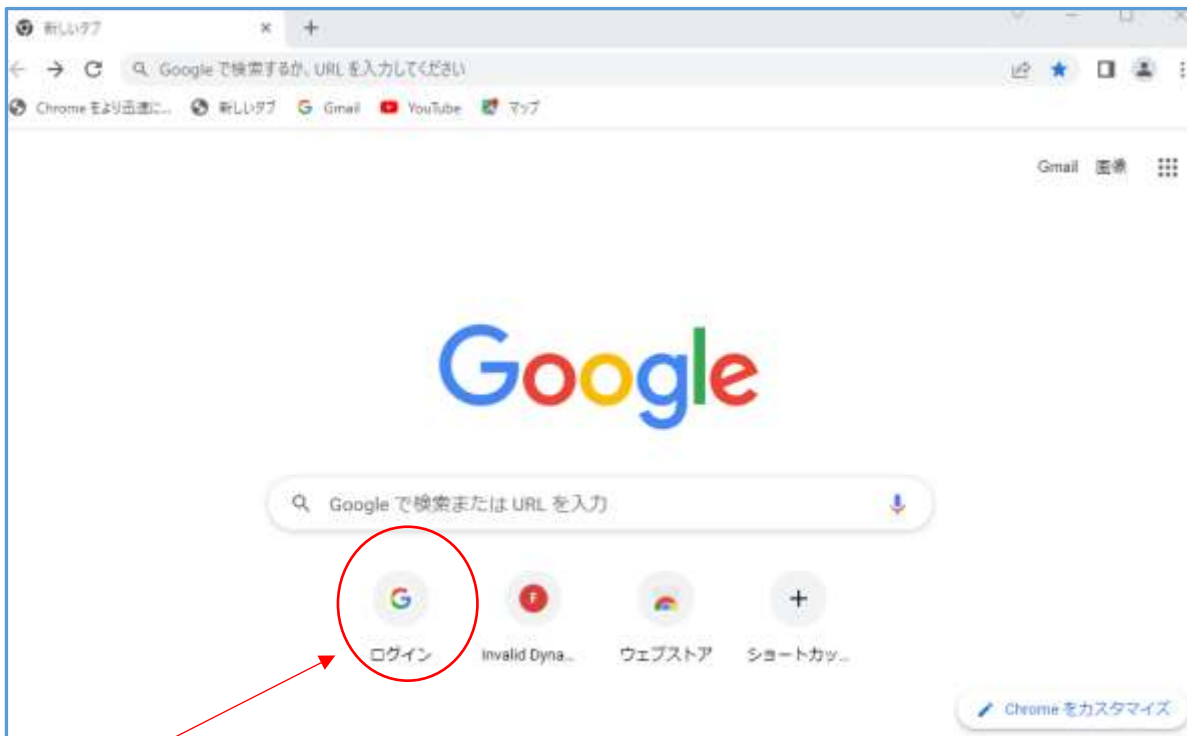 新しいタブ
Google で検索するか、URL を入力してください
Chrome をより迅速に... 新しいタブ Gmail YouTube マップ
Gmail 画像
Google
Google で検索または URL を入力
ログイン Invalid Dyna... ウェブストア ショートカッ...
Chrome をカスタマイズ